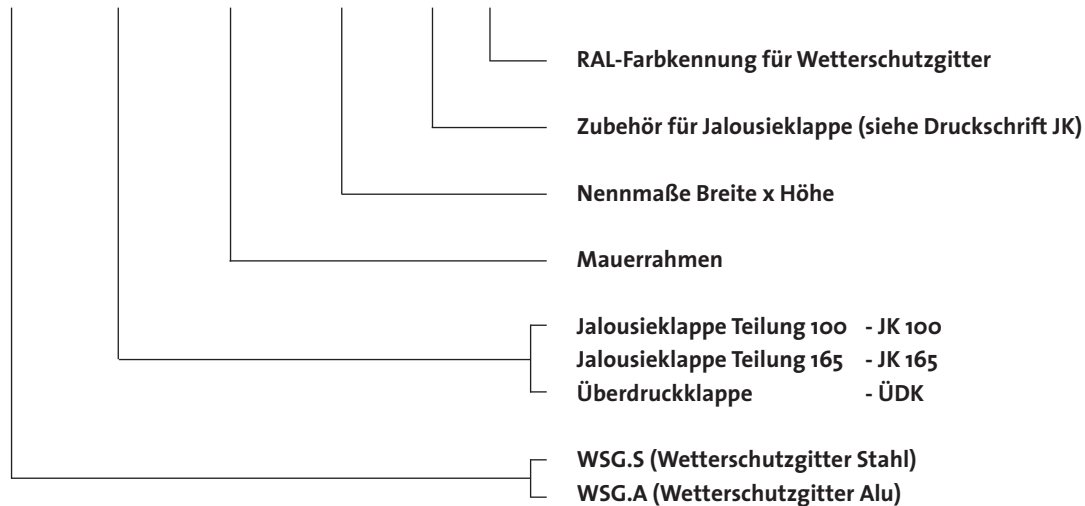 RAL-Farbkennung für Wetterschutzgitter
Zubehör für Jalousieklappe (siehe Druckschrift JK)
Nennmaße Breite x Höhe
Mauerrahmen
Jalousieklappe Teilung 100 - JK 100
Jalousieklappe Teilung 165 - JK 165
Überdruckklappe - ÜDK
WSG.S (Wetterschutzgitter Stahl)
WSG.A (Wetterschutzgitter Alu)